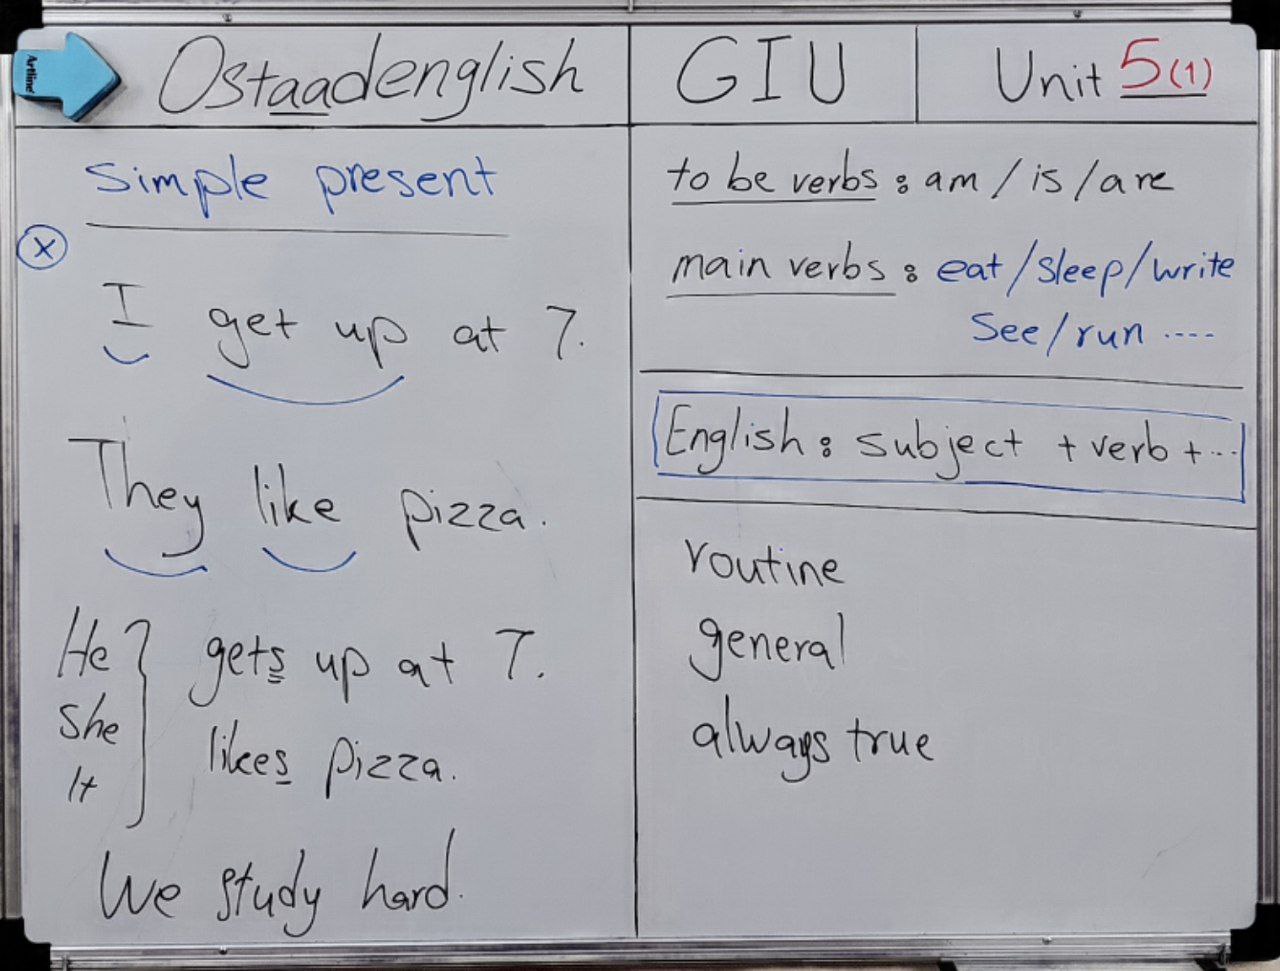 Artline
Ostaadenglish
GIU
Unit 5(1)
simple present
x
I get up at 7.
They like pizza.
He
she
It
gets up at 7.
likes pizza.
We study hard.
to be verbs : am / is / are
main verbs : eat / sleep / write
See / run ....
English : subject + verb + ...
routine
general
always true